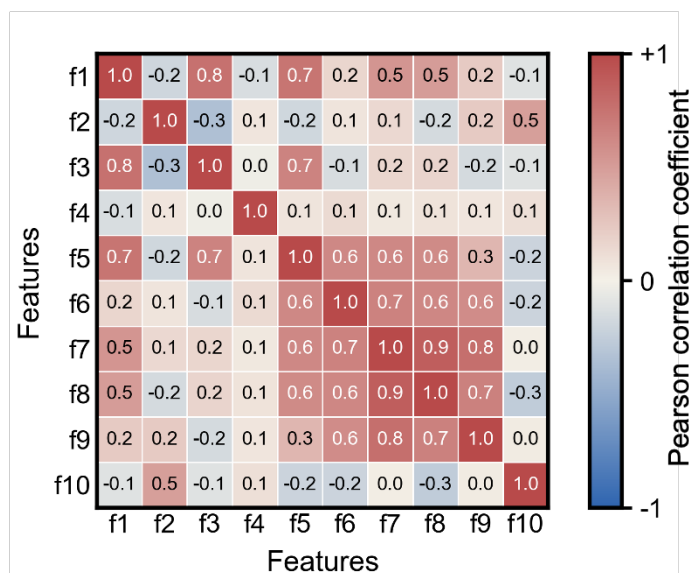 f1 1.0 -0.2 0.8 -0.1 0.7 0.2 0.5 0.5 0.2 -0.1
f2 -0.2 1.0 -0.3 0.1 -0.2 0.1 0.1 -0.2 0.2 0.5
f3 0.8 -0.3 1.0 0.0 0.7 -0.1 0.2 0.2 -0.2 -0.1
f4 -0.1 0.1 0.0 1.0 0.1 0.1 0.1 0.1 0.1 0.1
f5 0.7 -0.2 0.7 0.1 1.0 0.6 0.6 0.6 0.3 -0.2
f6 0.2 0.1 -0.1 0.1 0.6 1.0 0.7 0.6 0.6 -0.2
f7 0.5 0.1 0.2 0.1 0.6 0.7 1.0 0.9 0.8 0.0
f8 0.5 -0.2 0.2 0.1 0.6 0.6 0.9 1.0 0.7 -0.3
f9 0.2 0.2 -0.2 0.1 0.3 0.6 0.8 0.7 1.0 0.0
f10 -0.1 0.5 -0.1 0.1 -0.2 -0.2 0.0 -0.3 0.0 1.0
f1 f2 f3 f4 f5 f6 f7 f8 f9 f10
Features
Features
+1
0
-1
Pearson correlation coefficient